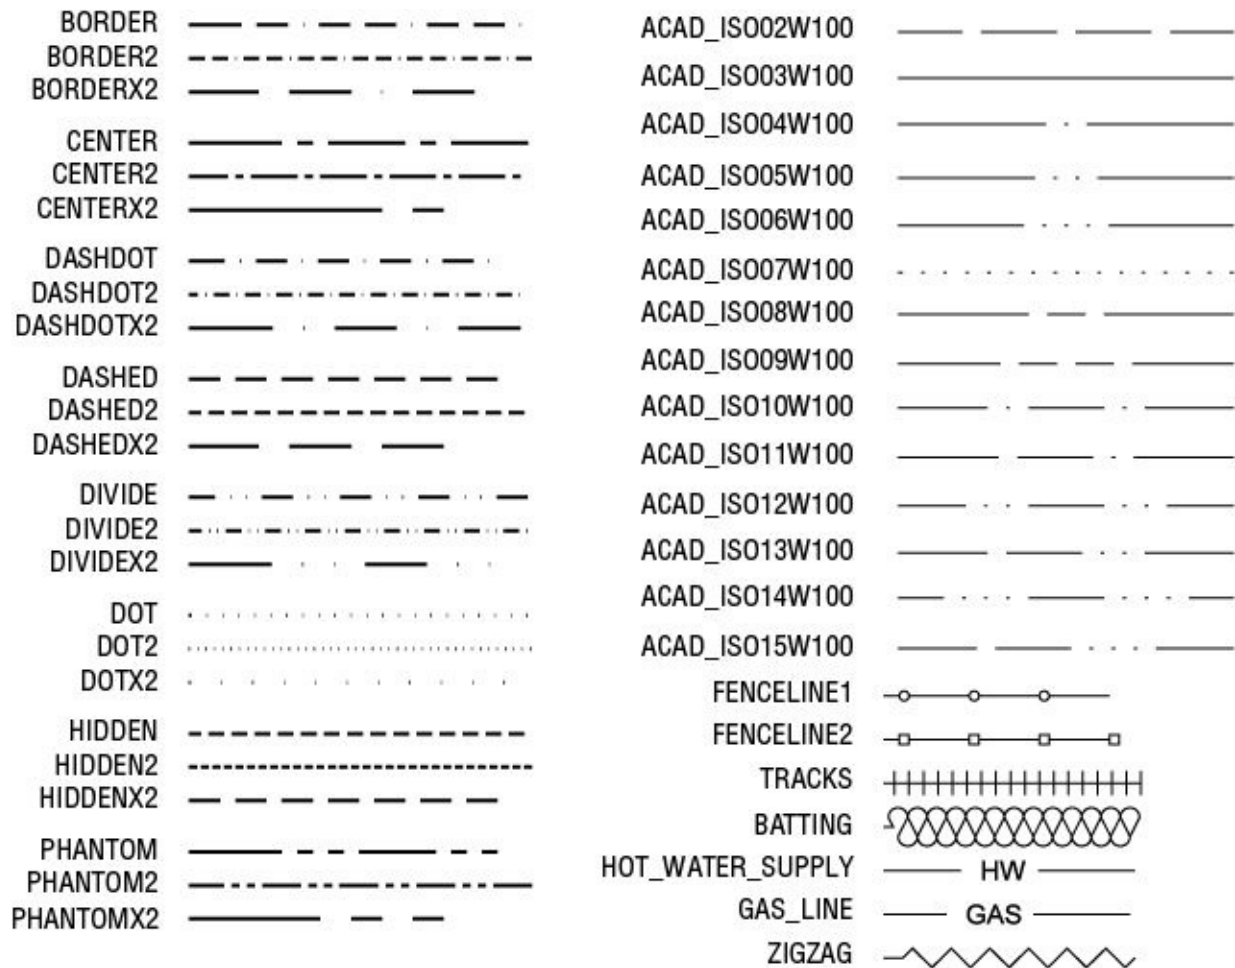 BORDER
BORDER2
BORDERX2
CENTER
CENTER2
CENTERX2
DASHDOT
DASHDOT2
DASHDOTX2
DASHED
DASHED2
DASHEDX2
DIVIDE
DIVIDE2
DIVIDEX2
DOT
DOT2
DOTX2
HIDDEN
HIDDEN2
HIDDENX2
PHANTOM
PHANTOM2
PHANTOMX2
ACAD_ISO02W100
ACAD_ISO03W100
ACAD_ISO04W100
ACAD_ISO05W100
ACAD_ISO06W100
ACAD_ISO07W100
ACAD_ISO08W100
ACAD_ISO09W100
ACAD_ISO10W100
ACAD_ISO11W100
ACAD_ISO12W100
ACAD_ISO13W100
ACAD_ISO14W100
ACAD_ISO15W100
FENCELINE1
FENCELINE2
TRACKS
BATTING
HOT_WATER_SUPPLY HW
GAS_LINE GAS
ZIGZAG